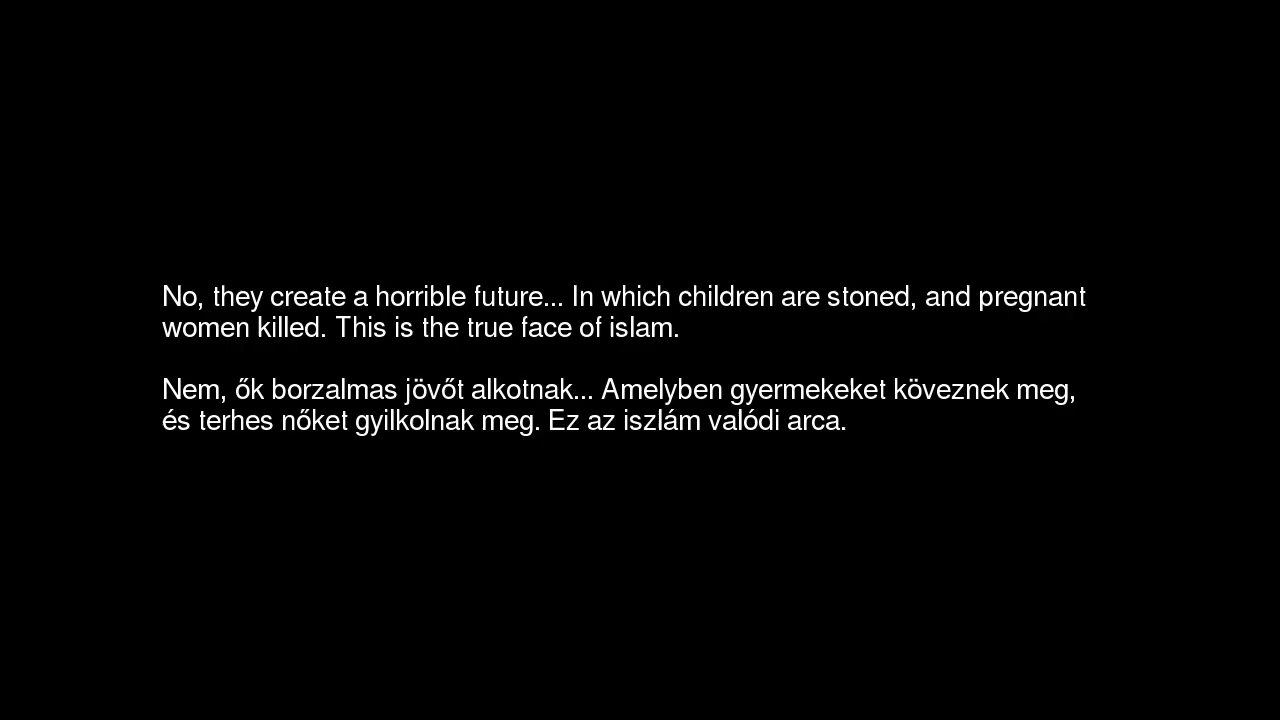 No, they create a horrible future... In which children are stoned, and pregnant
women killed. This is the true face of islam.
Nem, ők borzalmas jövőt alkotnak... Amelyben gyermekeket köveznek meg,
és terhes nőket gyilkolnak meg. Ez az iszlám valódi arca.